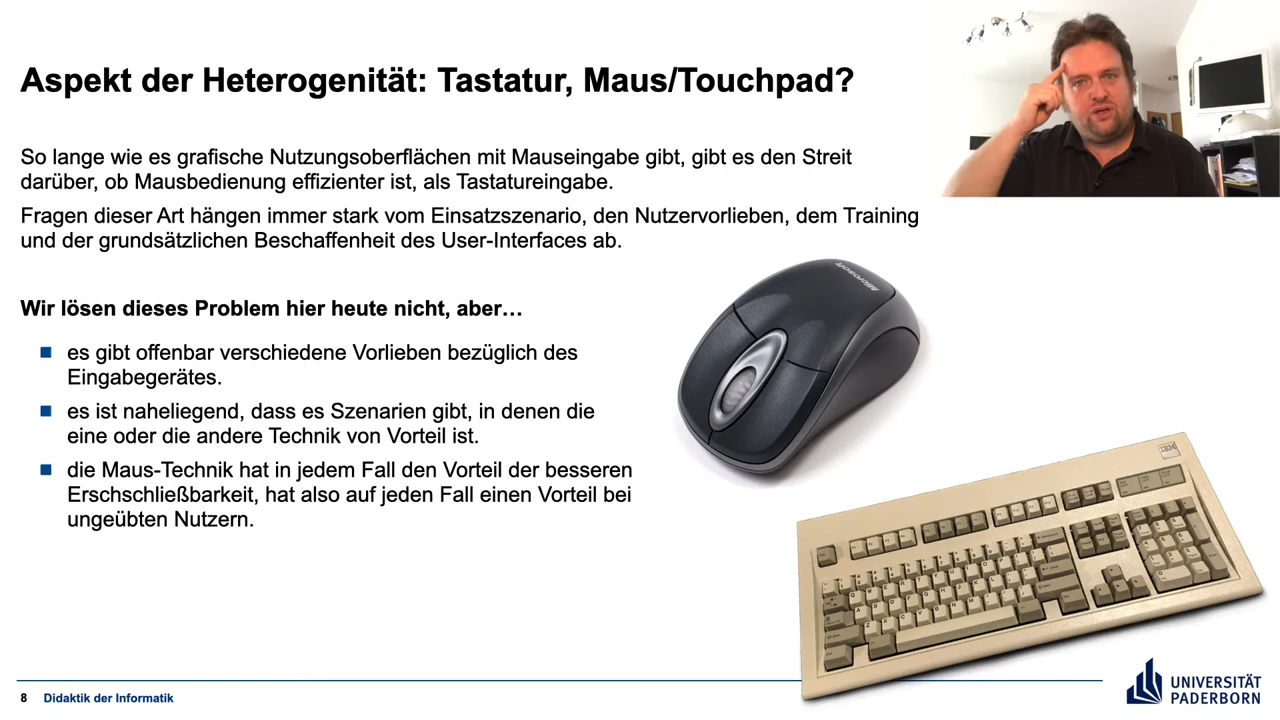 Aspekt der Heterogenität: Tastatur, Maus/Touchpad?
So lange wie es grafische Nutzungsoberflächen mit Mauseingabe gibt, gibt es den Streit
darüber, ob Mausbedienung effizienter ist, als Tastatureingabe.
Fragen dieser Art hängen immer stark vom Einsatzszenario, den Nutzervorlieben, dem Training
und der grundsätzlichen Beschaffenheit des User-Interfaces ab.
Wir lösen dieses Problem hier heute nicht, aber…
es gibt offenbar verschiedene Vorlieben bezüglich des
Eingabegerätes.
es ist naheliegend, dass es Szenarien gibt, in denen die
eine oder die andere Technik von Vorteil ist.
die Maus-Technik hat in jedem Fall den Vorteil der besseren
Erschschließbarkeit, hat also auf jeden Fall einen Vorteil bei
ungeübten Nutzern.
Microsoft
IBM
8 Didaktik der Informatik
UNIVERSITÄT
PADERBORN